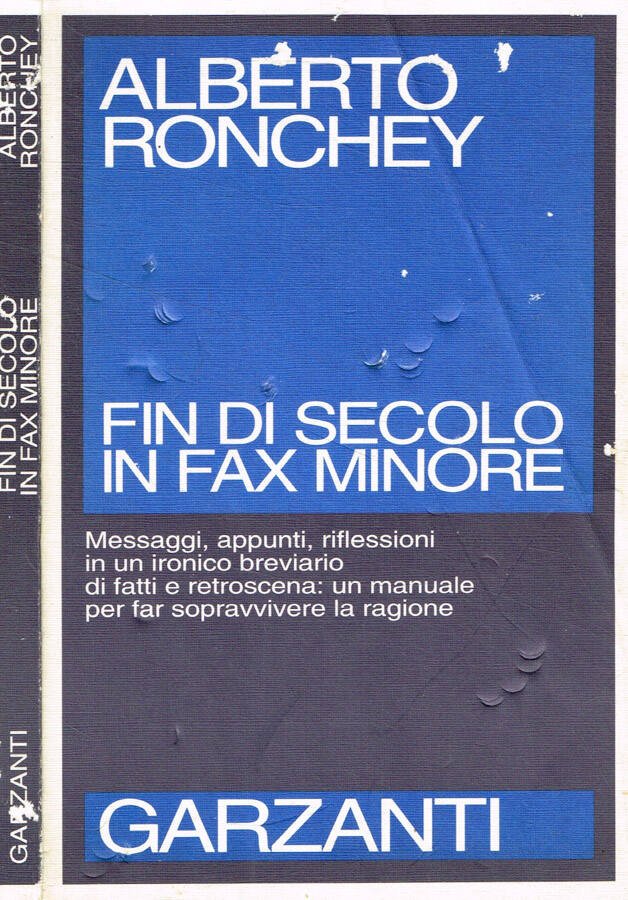 ALBERTO
RONCHEY
FIN DI SECOLO
IN FAX MINORE
GARZANTI
ALBERTO
RONCHEY
FIN DI SECOLO
IN FAX MINORE
Messaggi, appunti, riflessioni
in un ironico breviario
di fatti e retroscena: un manuale
per far sopravvivere la ragione
GARZANTI